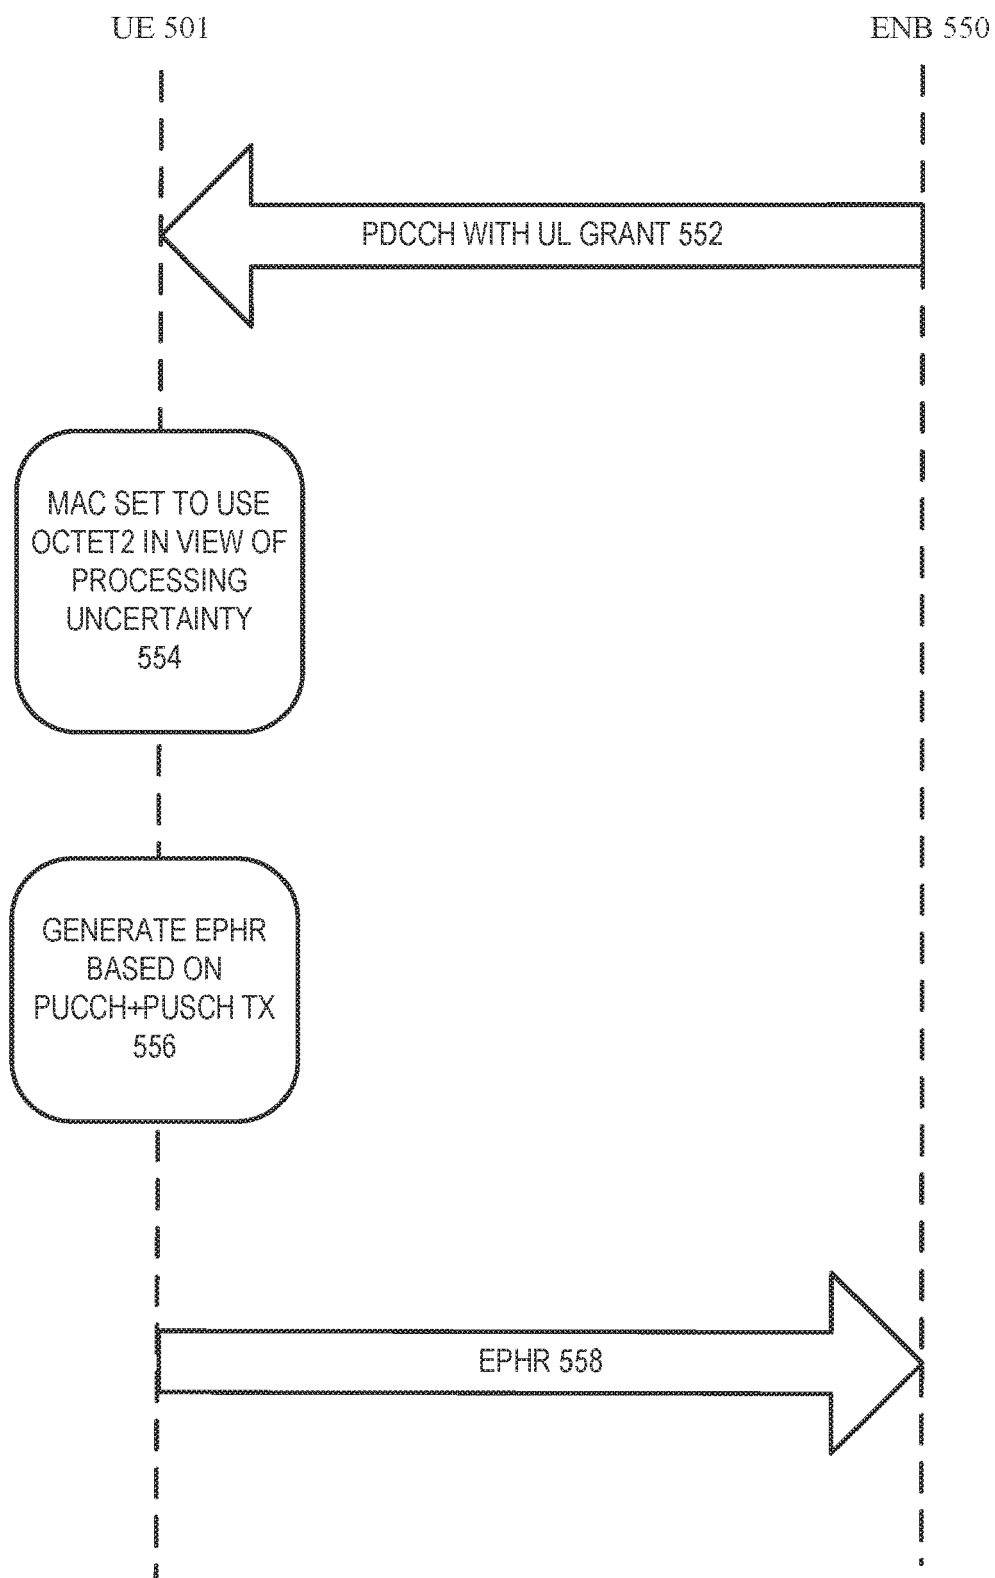 UE 501
ENB 550
PDCCH WITH UL GRANT 552
MAC SET TO USE
OCTET2 IN VIEW OF
PROCESSING
UNCERTAINTY
554
GENERATE EPHR
BASED ON
PUCCH+PUSCH TX
556
EPHR 558